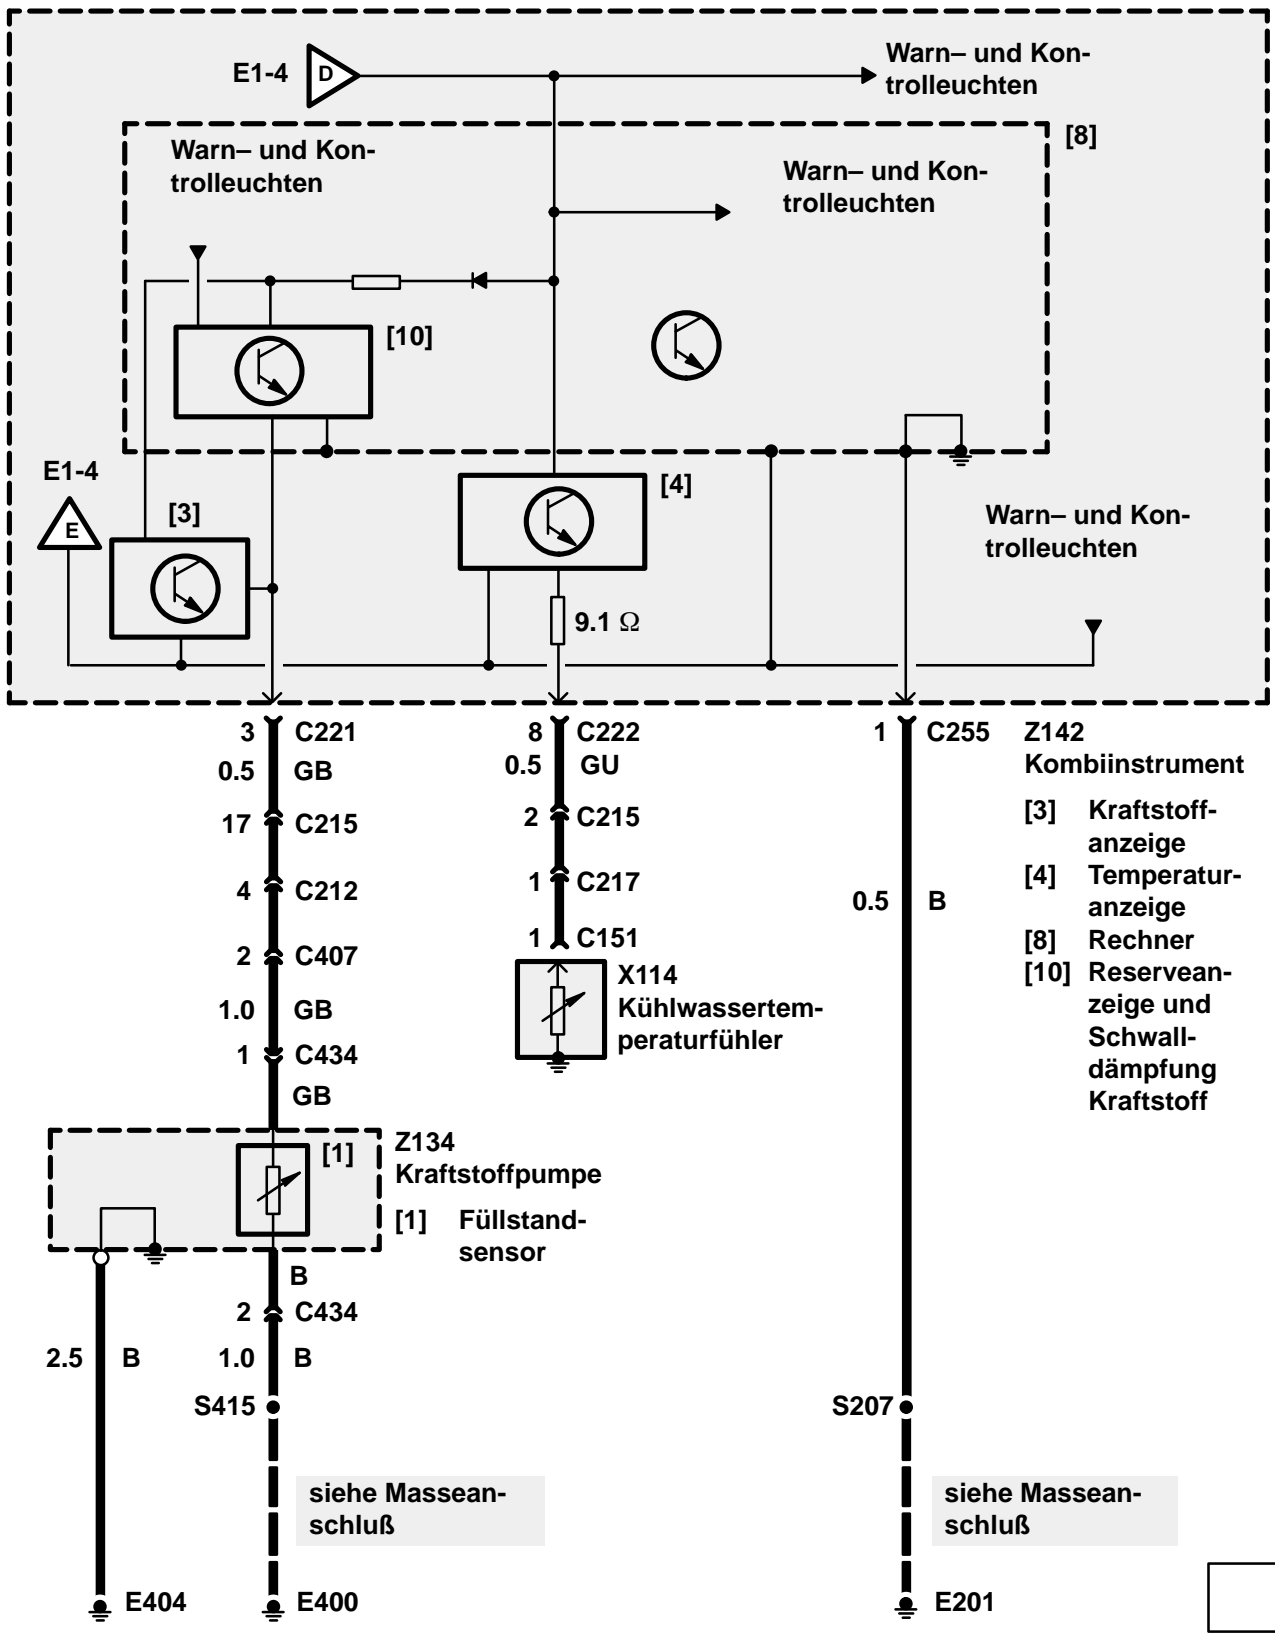 E1-4
D
Warn– und Kon-
trolleuchten
[8]
Warn– und Kon-
trolleuchten
Warn– und Kon-
trolleuchten
[10]
E1-4
E
[3]
[4]
Warn– und Kon-
trolleuchten
9.1 Ω
3 C221
0.5 GB
17 C215
4 C212
2 C407
1.0 GB
1 C434
GB
8 C222
0.5 GU
2 C215
1 C217
1 C151
X114
Kühlwassertem-
peraturfühler
1 C255
0.5 B
Z142
Kombiinstrument
[3] Kraftstoff-
anzeige
[4] Temperatur-
anzeige
[8] Rechner
[10] Reservean-
zeige und
Schwall-
dämpfung
Kraftstoff
[1]
Z134
Kraftstoffpumpe
[1] Füllstand-
sensor
B
2 C434
2.5 B
1.0 B
S415
S207
siehe Massean-
schluß
siehe Massean-
schluß
E404
E400
E201